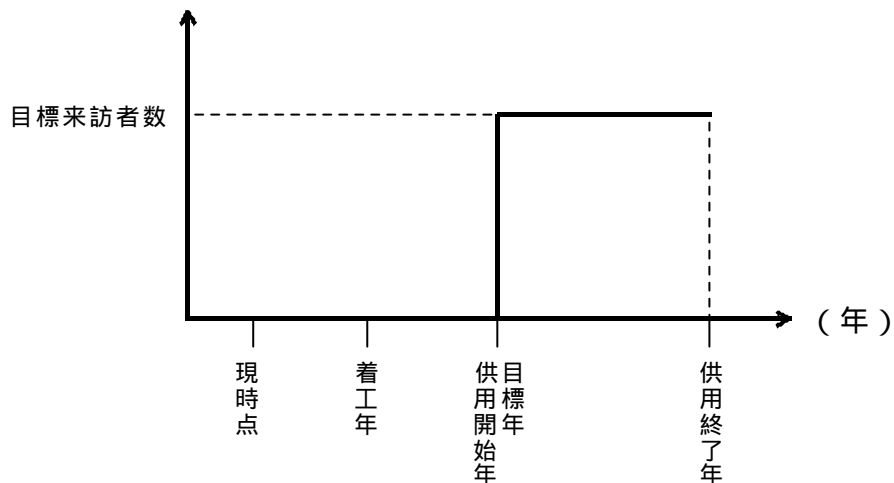 目標来訪者数
（年）
現時点
着工年
目標年
供用開始年
供用終了年